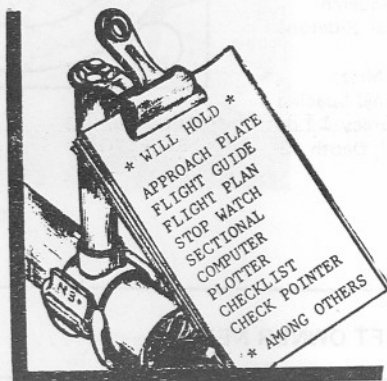 * WILL HOLD *
APPROACH PLATE
FLIGHT GUIDE
FLIGHT PLAN
STOP WATCH
SECTIONAL
COMPUTER
PLOTTER
CHECKLIST
CHECK POINTER
* AMONG OTHERS